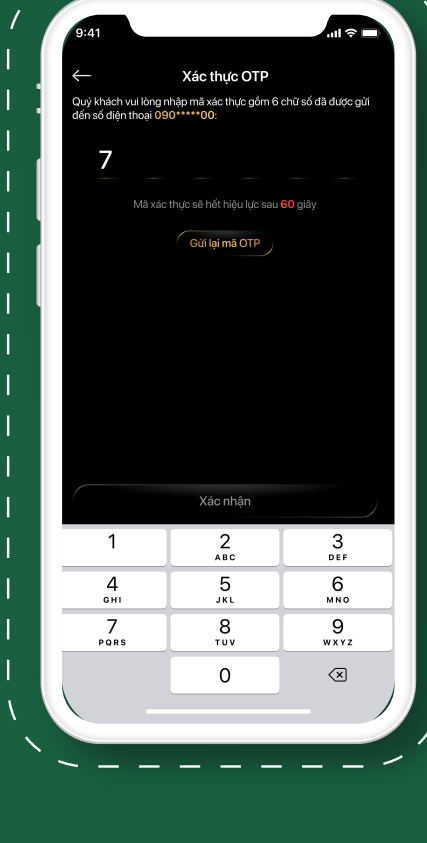 9:41
Xác thực OTP
Quý khách vui lòng nhập mã xác thực gồm 6 chữ số đã được gửi
đến số điện thoại 090*****00:
7
Mã xác thực sẽ hết hiệu lực sau 60 giây
Gửi lại mã OTP
Xác nhận
1 2 3
ABC DEF
4 5 6
GHI JKL MNO
7 8 9
PQRS TUV WXYZ
0